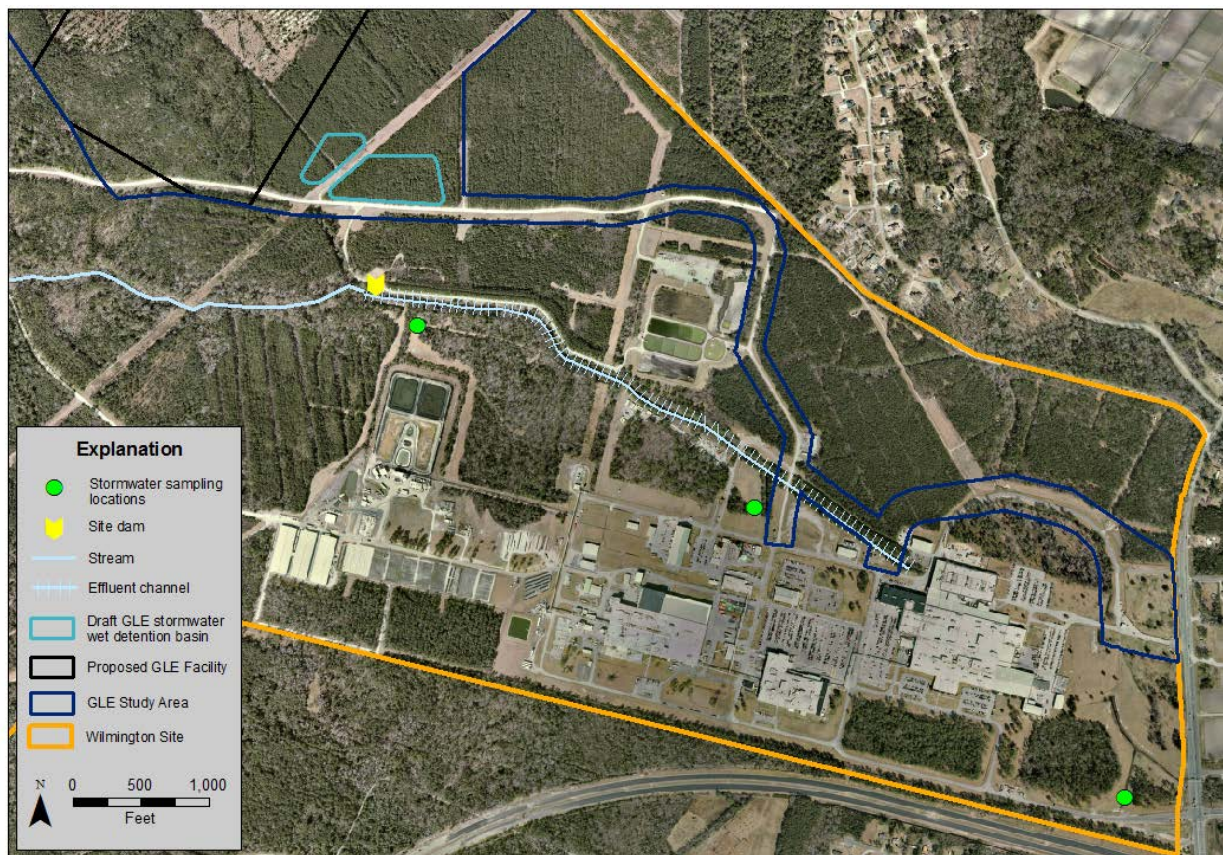 Explanation
Stormwater sampling
locations
Site dam
Stream
Effluent channel
Draft GLE stormwater
wet detention basin
Proposed GLE Facility
GLE Study Area
Wilmington Site
N
0 500 1,000
Feet